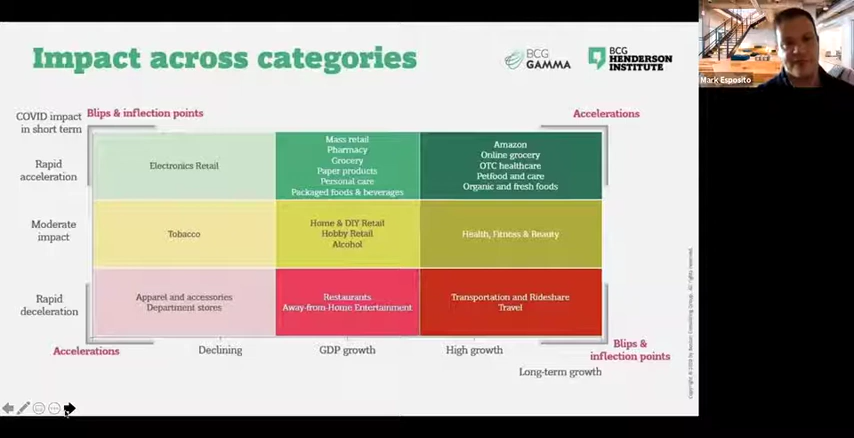 Impact across categories
BCG
GAMMA
BCG
HENDERSON
INSTITUTE
Mark Esposito
COVID impact
in short term
Blips & inflection points
Accelerations
Rapid
acceleration
Electronics Retail
Mass retail
Pharmacy
Grocery
Paper products
Personal care
Packaged foods & beverages
Amazon
Online grocery
OTC healthcare
Petfood and care
Organic and fresh foods
Moderate
impact
Tobacco
Home & DIY Retail
Hobby Retail
Alcohol
Health, Fitness & Beauty
Rapid
deceleration
Apparel and accessories
Department stores
Restaurants
Away-from-Home Entertainment
Transportation and Rideshare
Travel
Accelerations
Declining
GDP growth
High growth
Blips &
inflection points
Long-term growth